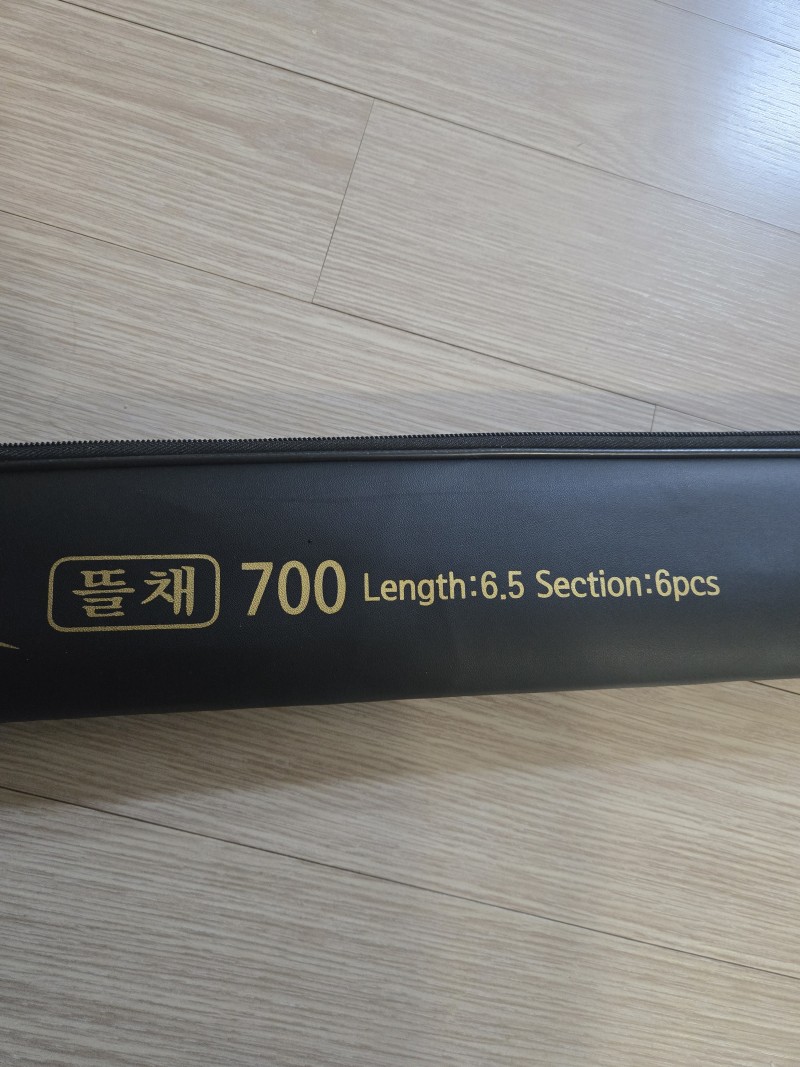 뜰채 700 Length:6.5 Section:6pcs